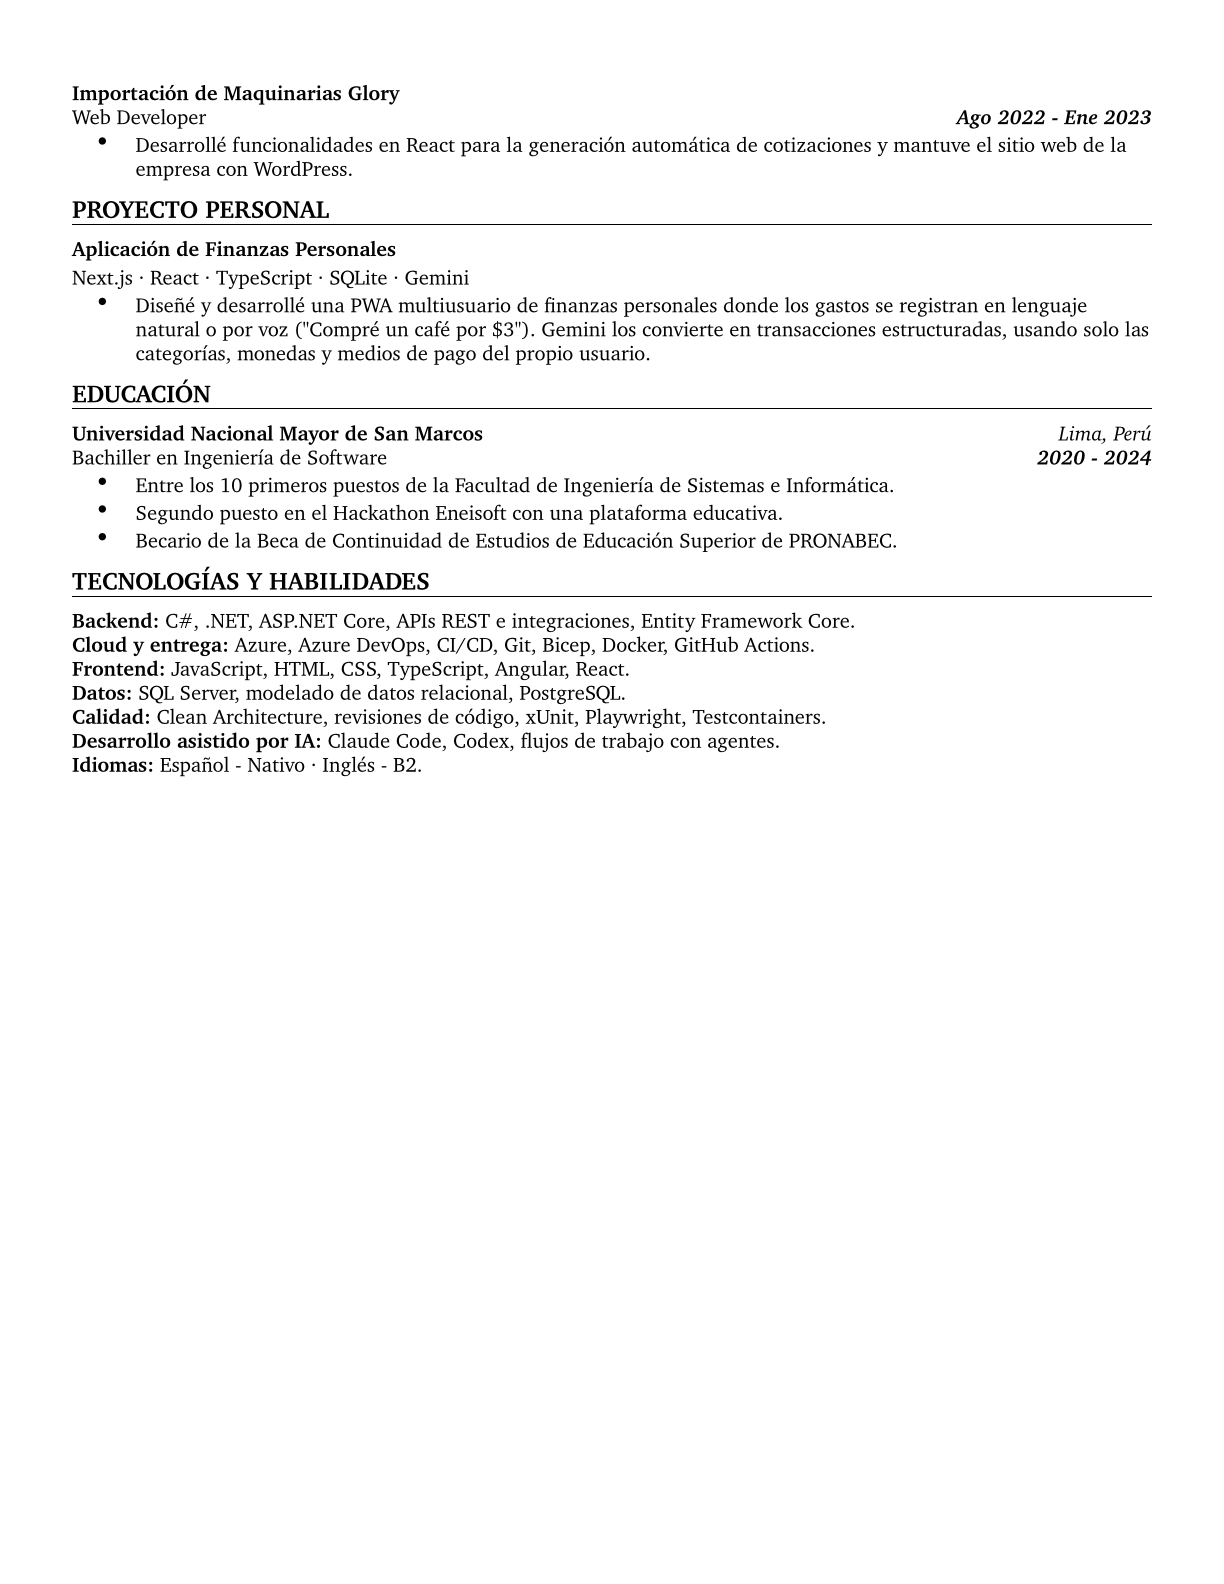 Importación de Maquinarias Glory
Web Developer Ago 2022 - Ene 2023
• Desarrollé funcionalidades en React para la generación automática de cotizaciones y mantuve el sitio web de la
empresa con WordPress.
PROYECTO PERSONAL
Aplicación de Finanzas Personales
Next.js · React · TypeScript · SQLite · Gemini
• Diseñé y desarrollé una PWA multiusuario de finanzas personales donde los gastos se registran en lenguaje
natural o por voz ("Compré un café por $3"). Gemini los convierte en transacciones estructuradas, usando solo las
categorías, monedas y medios de pago del propio usuario.
EDUCACIÓN
Universidad Nacional Mayor de San Marcos Lima, Perú
Bachiller en Ingeniería de Software 2020 - 2024
• Entre los 10 primeros puestos de la Facultad de Ingeniería de Sistemas e Informática.
• Segundo puesto en el Hackathon Eneisoft con una plataforma educativa.
• Becario de la Beca de Continuidad de Estudios de Educación Superior de PRONABEC.
TECNOLOGÍAS Y HABILIDADES
Backend: C#, .NET, ASP.NET Core, APIs REST e integraciones, Entity Framework Core.
Cloud y entrega: Azure, Azure DevOps, CI/CD, Git, Bicep, Docker, GitHub Actions.
Frontend: JavaScript, HTML, CSS, TypeScript, Angular, React.
Datos: SQL Server, modelado de datos relacional, PostgreSQL.
Calidad: Clean Architecture, revisiones de código, xUnit, Playwright, Testcontainers.
Desarrollo asistido por IA: Claude Code, Codex, flujos de trabajo con agentes.
Idiomas: Español - Nativo · Inglés - B2.